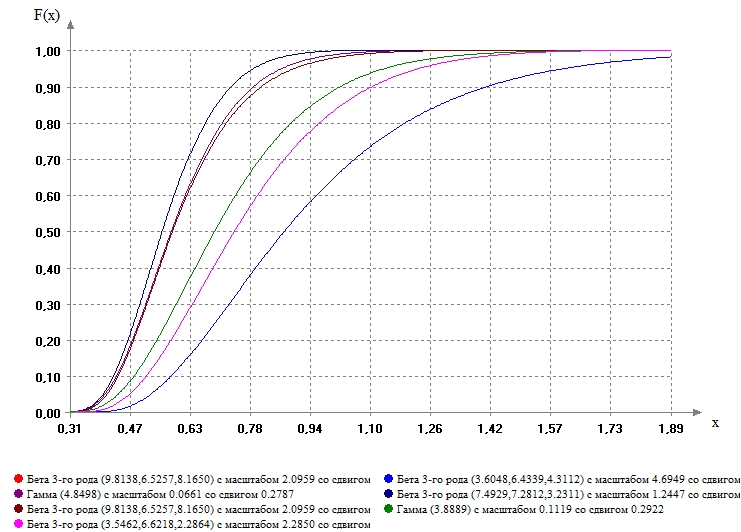 F(x)
1,00
0,90
0,80
0,70
0,60
0,50
0,40
0,30
0,20
0,10
0,00
0,31 0,47 0,63 0,78 0,94 1,10 1,26 1,42 1,57 1,73 1,89
x
Бета 3-го рода (9.8138,6.5257,8.1650) с масштабом 2.0959 со сдвигом
Гамма (4.8498) с масштабом 0.0661 со сдвигом 0.2787
Бета 3-го рода (9.8138,6.5257,8.1650) с масштабом 2.0959 со сдвигом
Бета 3-го рода (3.5462,6.6218,2.2864) с масштабом 2.2850 со сдвигом
Бета 3-го рода (3.6048,6.4339,4.3112) с масштабом 4.6949 со сдвигом
Бета 3-го рода (7.4929,7.2812,3.2311) с масштабом 1.2447 со сдвигом
Гамма (3.8889) с масштабом 0.1119 со сдвигом 0.2922